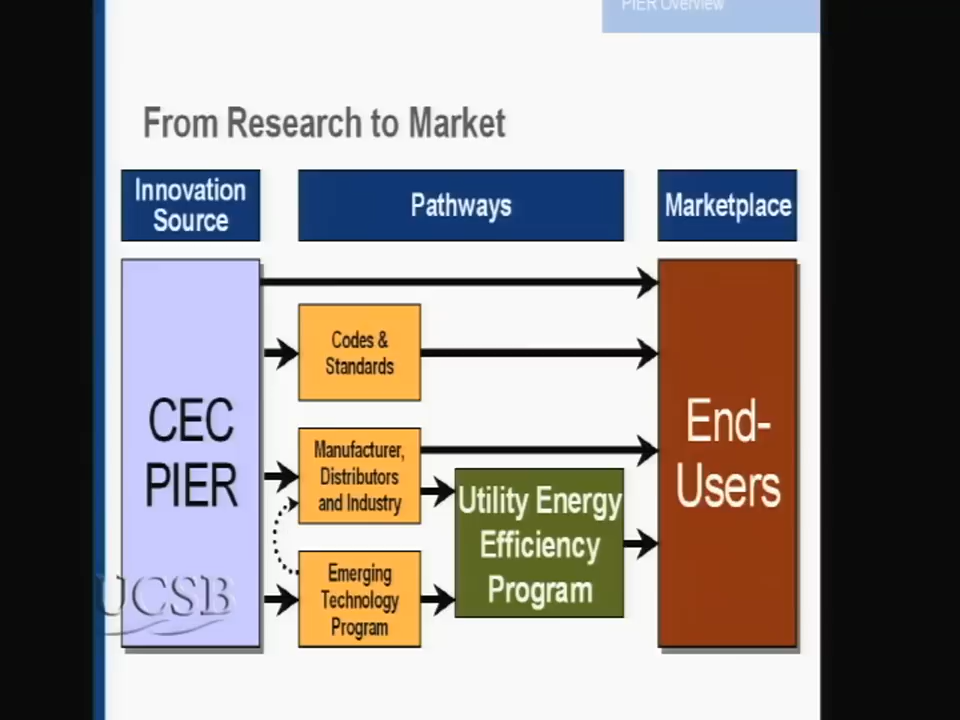 PIER Overview
From Research to Market
Innovation
Source
Pathways
Marketplace
CEC
PIER
Codes &
Standards
Manufacturer,
Distributors
and Industry
Emerging
Technology
Program
Utility Energy
Efficiency
Program
End-
Users
UCSB